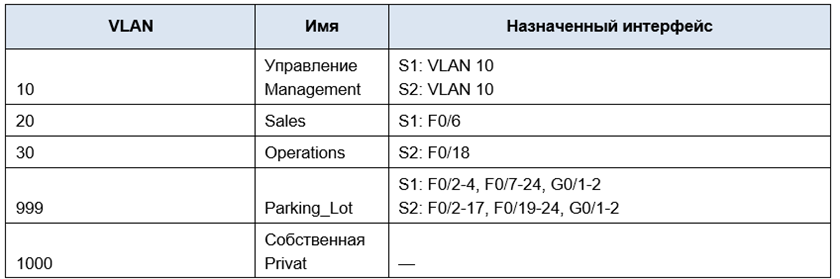 VLAN Имя Назначенный интерфейс
Управление S1: VLAN 10
10 Management S2: VLAN 10
20 Sales S1: F0/6
30 Operations S2: F0/18
S1: F0/2-4, F0/7-24, G0/1-2
999 Parking_Lot S2: F0/2-17, F0/19-24, G0/1-2
Собственная
1000 Privat —